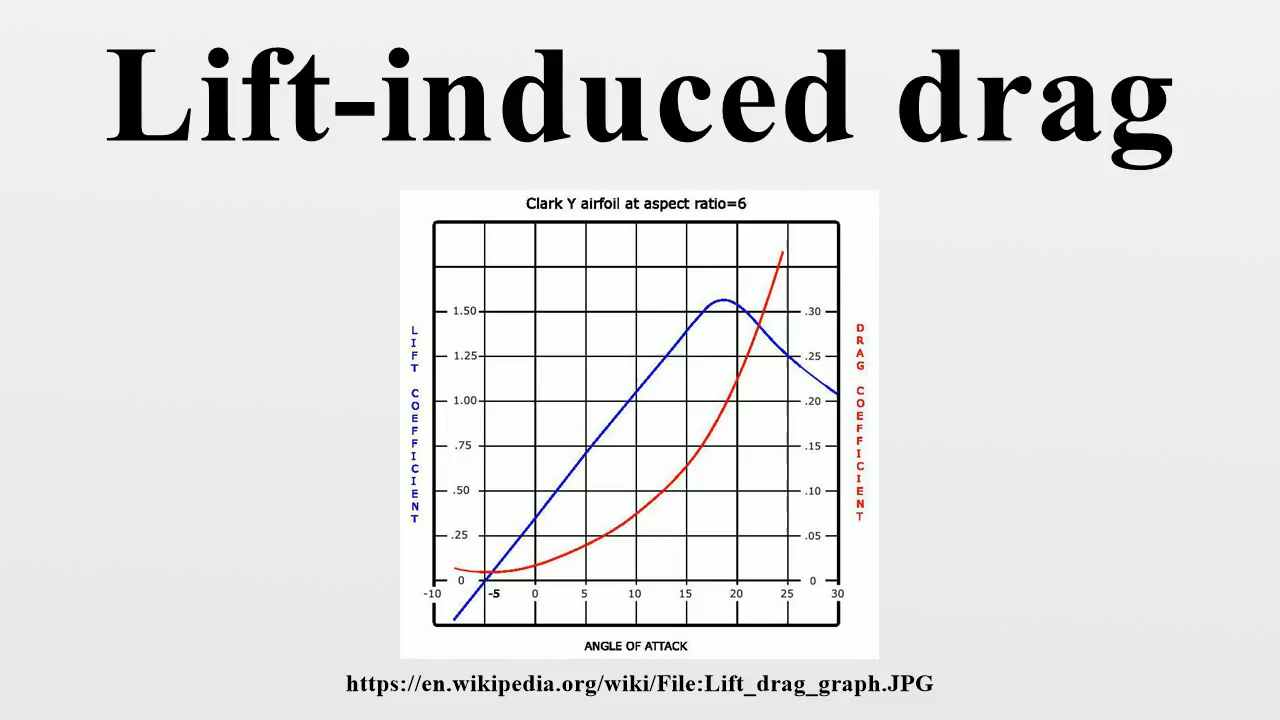 Lift-induced drag
Clark Y airfoil at aspect ratio=6
LIFT COEFFICIENT
DRAG COEFFICIENT
1.50 .30
1.25 .25
1.00 .20
.75 .15
.50 .10
.25 .05
0 0
-10 -5 0 5 10 15 20 25 30
ANGLE OF ATTACK
https://en.wikipedia.org/wiki/File:Lift_drag_graph.JPG